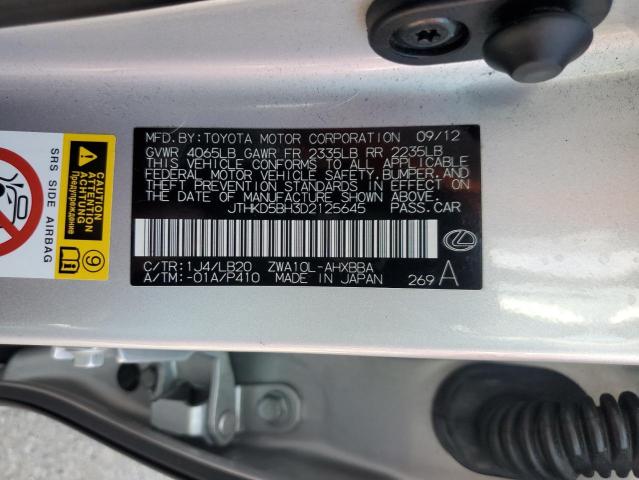 MFD.BY:TOYOTA MOTOR CORPORATION 09/12
GVWR 4065LB GAWR FR 2335LB RR 2235LB
THIS VEHICLE CONFORMS TO ALL APPLICABLE
FEDERAL MOTOR VEHICLE SAFETY,BUMPER,AND
THEFT PREVENTION STANDARDS IN EFFECT ON
THE DATE OF MANUFACTURE SHOWN ABOVE.
JTHKD5BH3D2125645 PASS.CAR
C/TR:1J4/LB20 ZWA10L-AHXBBA
A/TM:-01A/P410 MADE IN JAPAN 269 A
CAUTION
ACHTUNG
ATTENTION
SRS SIDE AIRBAG
9